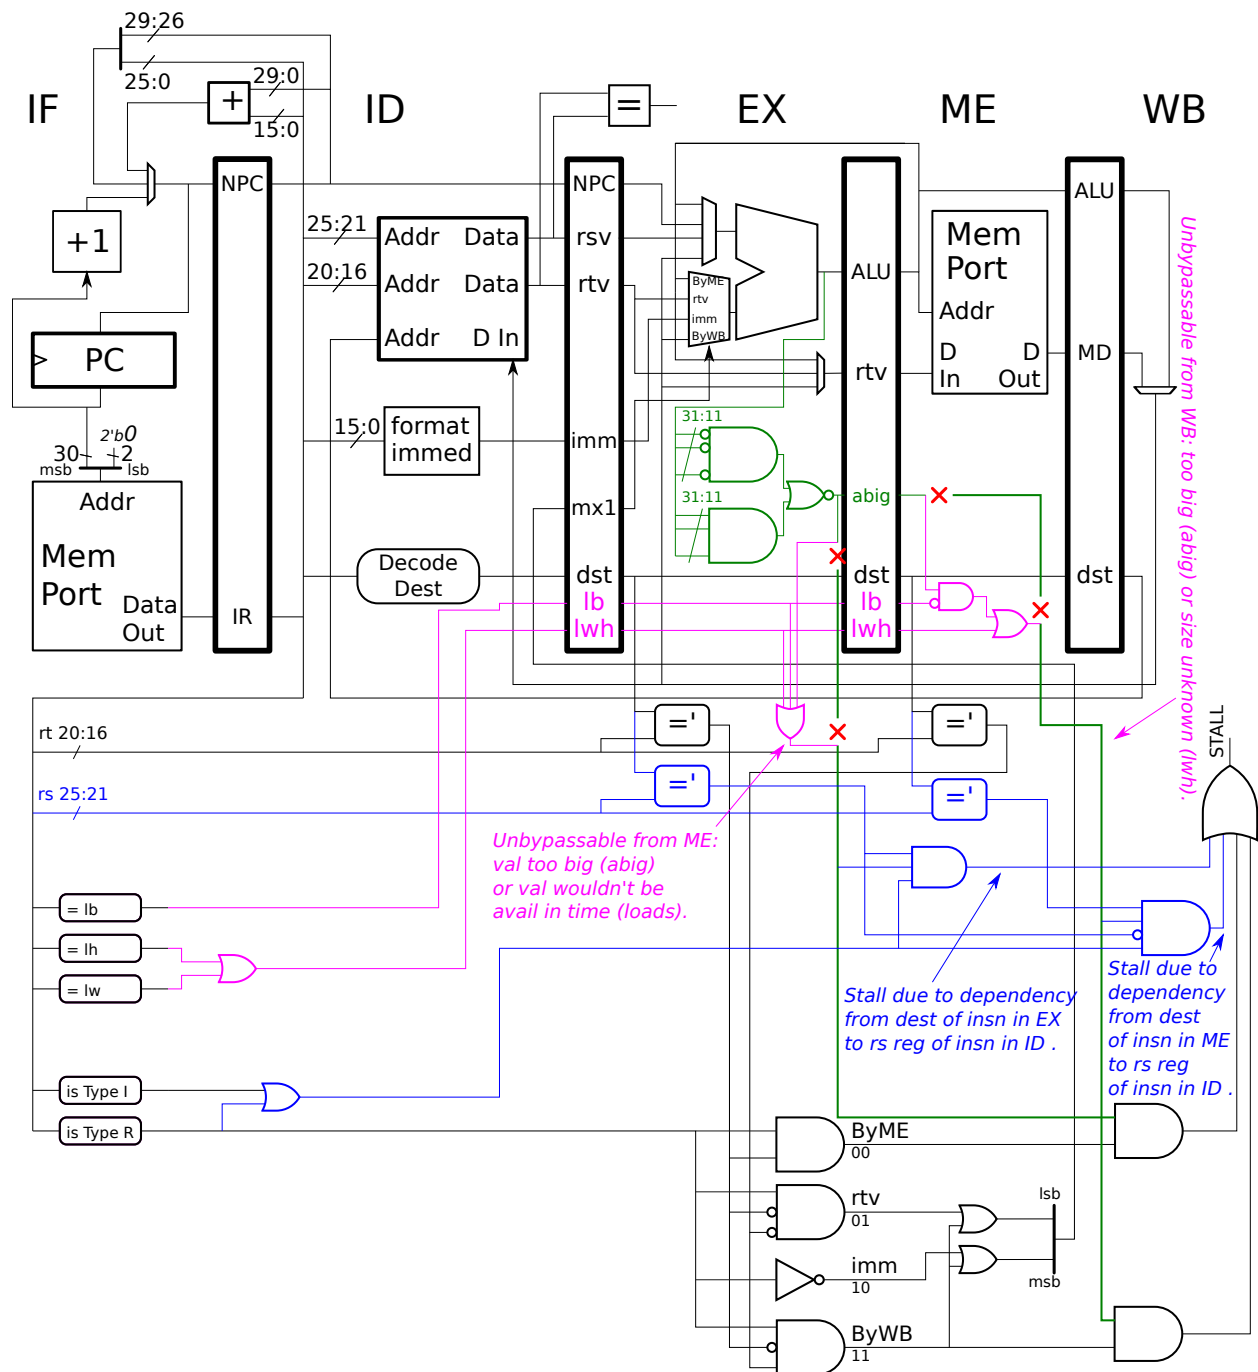 29:26
25:0
29:0
15:0
IF
ID
EX
ME
WB
+
=
NPC
+1
PC
30
2'b0
2
msb
lsb
Addr
Mem
Port
Data
Out
IR
25:21
20:16
Addr
Data
Addr
Data
Addr
D In
15:0
format
immed
Decode
Dest
NPC
rsv
rtv
imm
mx1
dst
lb
lwh
ByME
rtv
imm
ByWB
31:11
31:11
ALU
rtv
abig
dst
lb
lwh
Mem
Port
Addr
D
In
D
Out
ALU
MD
dst
Unbypassable from WB: too big (abig) or size unknown (lwh).
STALL
rt 20:16
rs 25:21
='
='
='
='
Unbypassable from ME:
val too big (abig)
or val wouldn't be
avail in time (loads).
= lb
= lh
= lw
is Type I
is Type R
Stall due to dependency
from dest of insn in EX
to rs reg of insn in ID .
Stall due to
dependency
from dest
of insn in ME
to rs reg
of insn in ID .
ByME
00
rtv
01
imm
10
ByWB
11
lsb
msb